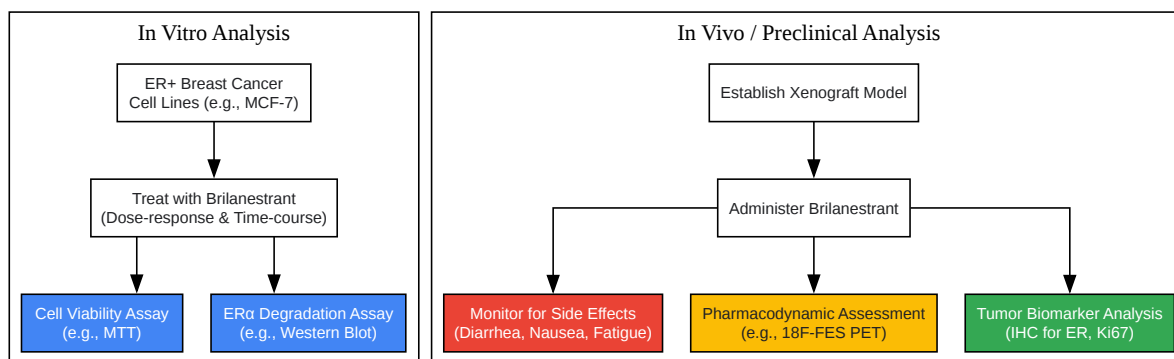 In Vitro Analysis
ER+ Breast Cancer
Cell Lines (e.g., MCF-7)
Treat with Brilanestrant
(Dose-response & Time-course)
Cell Viability Assay
(e.g., MTT)
ERα Degradation Assay
(e.g., Western Blot)
In Vivo / Preclinical Analysis
Establish Xenograft Model
Administer Brilanestrant
Monitor for Side Effects
(Diarrhea, Nausea, Fatigue)
Pharmacodynamic Assessment
(e.g., 18F-FES PET)
Tumor Biomarker Analysis
(IHC for ER, Ki67)